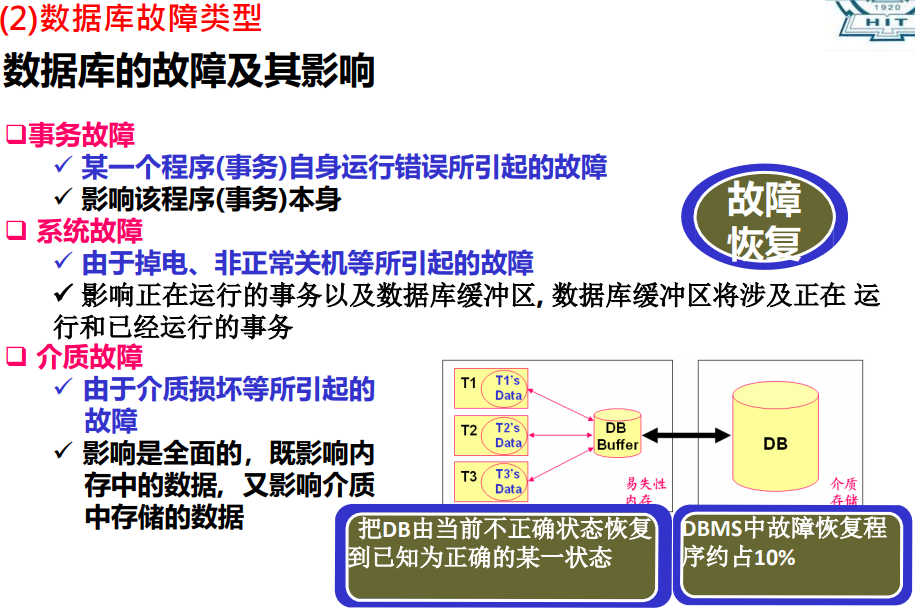 (2)数据库故障类型
1920
HIT
数据库的故障及其影响
❑事务故障
✓ 某一个程序(事务)自身运行错误所引起的故障
✓ 影响该程序(事务)本身
故障
恢复
❑ 系统故障
✓ 由于掉电、非正常关机等所引起的故障
✓ 影响正在运行的事务以及数据库缓冲区, 数据库缓冲区将涉及正在 运
行和已经运行的事务
❑ 介质故障
✓ 由于介质损坏等所引起的
故障
✓ 影响是全面的，既影响内
存中的数据，又影响介质
中存储的数据
T1
T1's
Data
T2
T2's
Data
T3
T3's
Data
DB
Buffer
易失性
内存
DB
介质
存储
把DB由当前不正确状态恢复
到已知为正确的某一状态
DBMS中故障恢复程
序约占10%